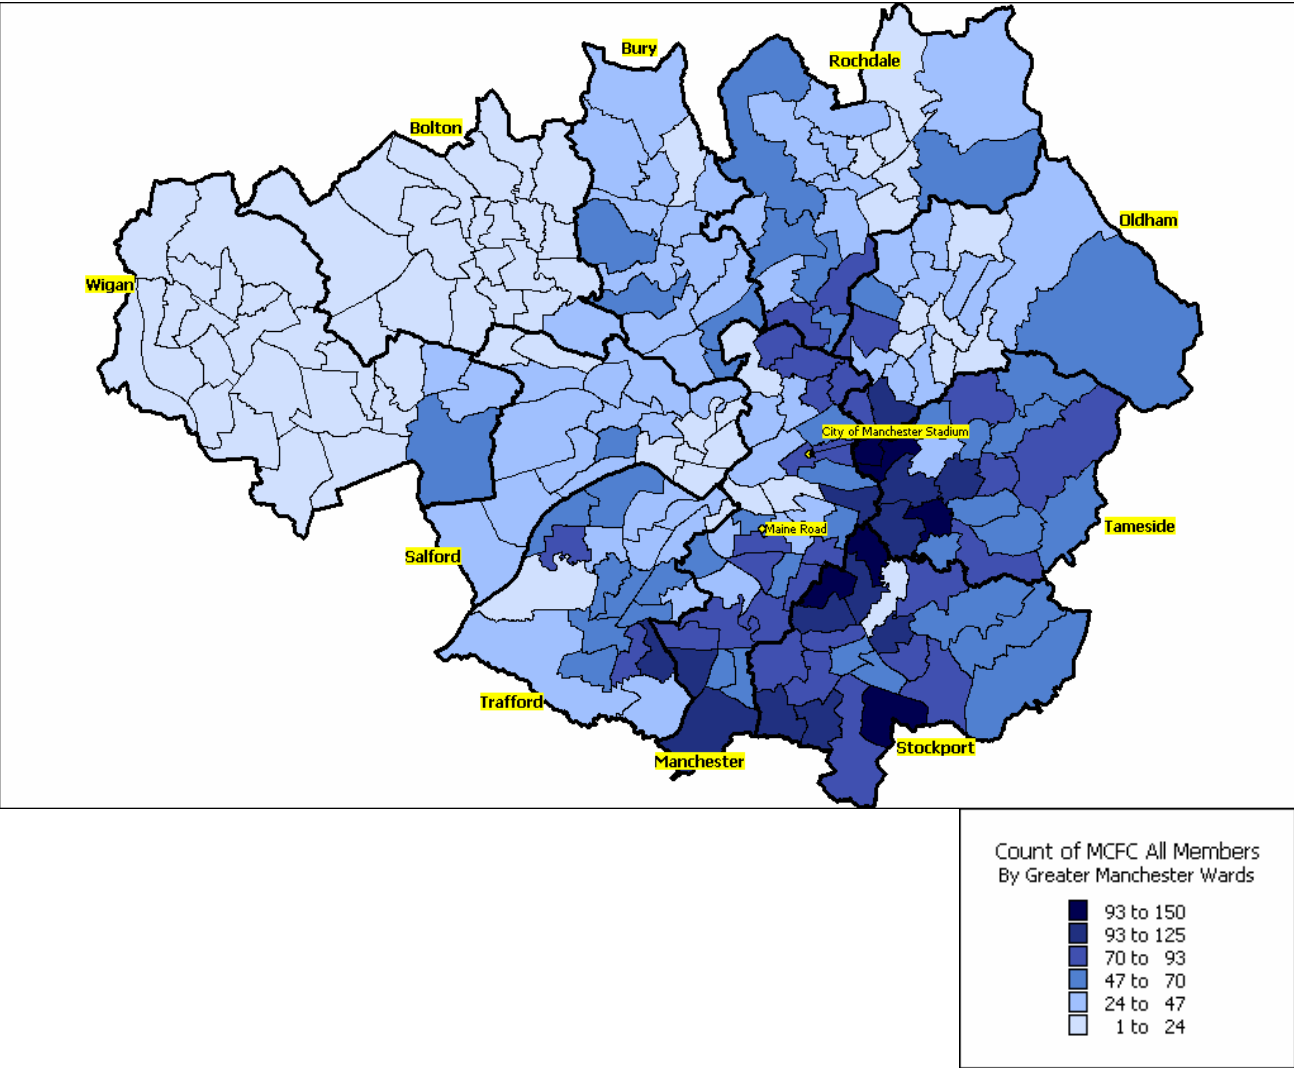 Bury
Rochdale
Bolton
Oldham
Wigan
City of Manchester Stadium
Maine Road
Tameside
Salford
Trafford
Stockport
Manchester
Count of MCFC All Members
By Greater Manchester Wards
93 to 150
93 to 125
70 to 93
47 to 70
24 to 47
1 to 24